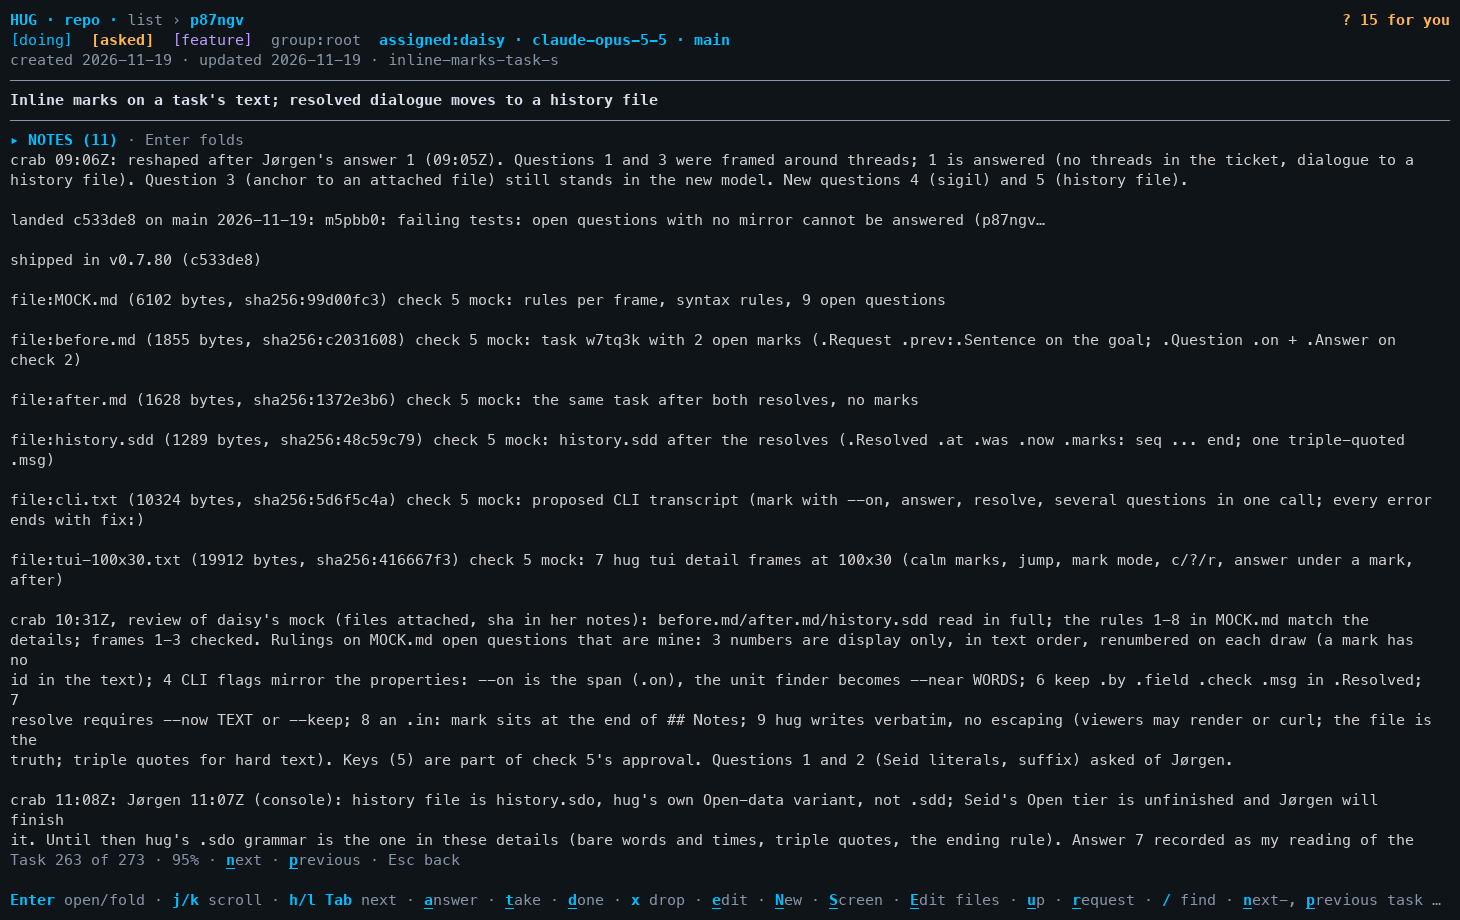 HUG · repo · list › p87ngv ? 15 for you
[doing] [asked] [feature] group:root assigned:daisy · claude-opus-5-5 · main
created 2026-11-19 · updated 2026-11-19 · inline-marks-task-s
Inline marks on a task's text; resolved dialogue moves to a history file
▸ NOTES (11) · Enter folds
crab 09:06Z: reshaped after Jørgen's answer 1 (09:05Z). Questions 1 and 3 were framed around threads; 1 is answered (no threads in the ticket, dialogue to a
history file). Question 3 (anchor to an attached file) still stands in the new model. New questions 4 (sigil) and 5 (history file).
landed c533de8 on main 2026-11-19: m5pbb0: failing tests: open questions with no mirror cannot be answered (p87ngv…
shipped in v0.7.80 (c533de8)
file:MOCK.md (6102 bytes, sha256:99d00fc3) check 5 mock: rules per frame, syntax rules, 9 open questions
file:before.md (1855 bytes, sha256:c2031608) check 5 mock: task w7tq3k with 2 open marks (.Request .prev:.Sentence on the goal; .Question .on + .Answer on
check 2)
file:after.md (1628 bytes, sha256:1372e3b6) check 5 mock: the same task after both resolves, no marks
file:history.sdd (1289 bytes, sha256:48c59c79) check 5 mock: history.sdd after the resolves (.Resolved .at .was .now .marks: seq ... end; one triple-quoted
.msg)
file:cli.txt (10324 bytes, sha256:5d6f5c4a) check 5 mock: proposed CLI transcript (mark with --on, answer, resolve, several questions in one call; every error
ends with fix:)
file:tui-100x30.txt (19912 bytes, sha256:416667f3) check 5 mock: 7 hug tui detail frames at 100x30 (calm marks, jump, mark mode, c/?/r, answer under a mark,
after)
crab 10:31Z, review of daisy's mock (files attached, sha in her notes): before.md/after.md/history.sdd read in full; the rules 1-8 in MOCK.md match the
details; frames 1-3 checked. Rulings on MOCK.md open questions that are mine: 3 numbers are display only, in text order, renumbered on each draw (a mark has
no
id in the text); 4 CLI flags mirror the properties: --on is the span (.on), the unit finder becomes --near WORDS; 6 keep .by .field .check .msg in .Resolved;
7
resolve requires --now TEXT or --keep; 8 an .in: mark sits at the end of ## Notes; 9 hug writes verbatim, no escaping (viewers may render or curl; the file is
the
truth; triple quotes for hard text). Keys (5) are part of check 5's approval. Questions 1 and 2 (Seid literals, suffix) asked of Jørgen.
crab 11:08Z: Jørgen 11:07Z (console): history file is history.sdo, hug's own Open-data variant, not .sdd; Seid's Open tier is unfinished and Jørgen will
finish
it. Until then hug's .sdo grammar is the one in these details (bare words and times, triple quotes, the ending rule). Answer 7 recorded as my reading of the
Task 263 of 273 · 95% · next · previous · Esc back
Enter open/fold · j/k scroll · h/l Tab next · answer · take · done · x drop · edit · New · Screen · Edit files · up · request · / find · next-, previous task …